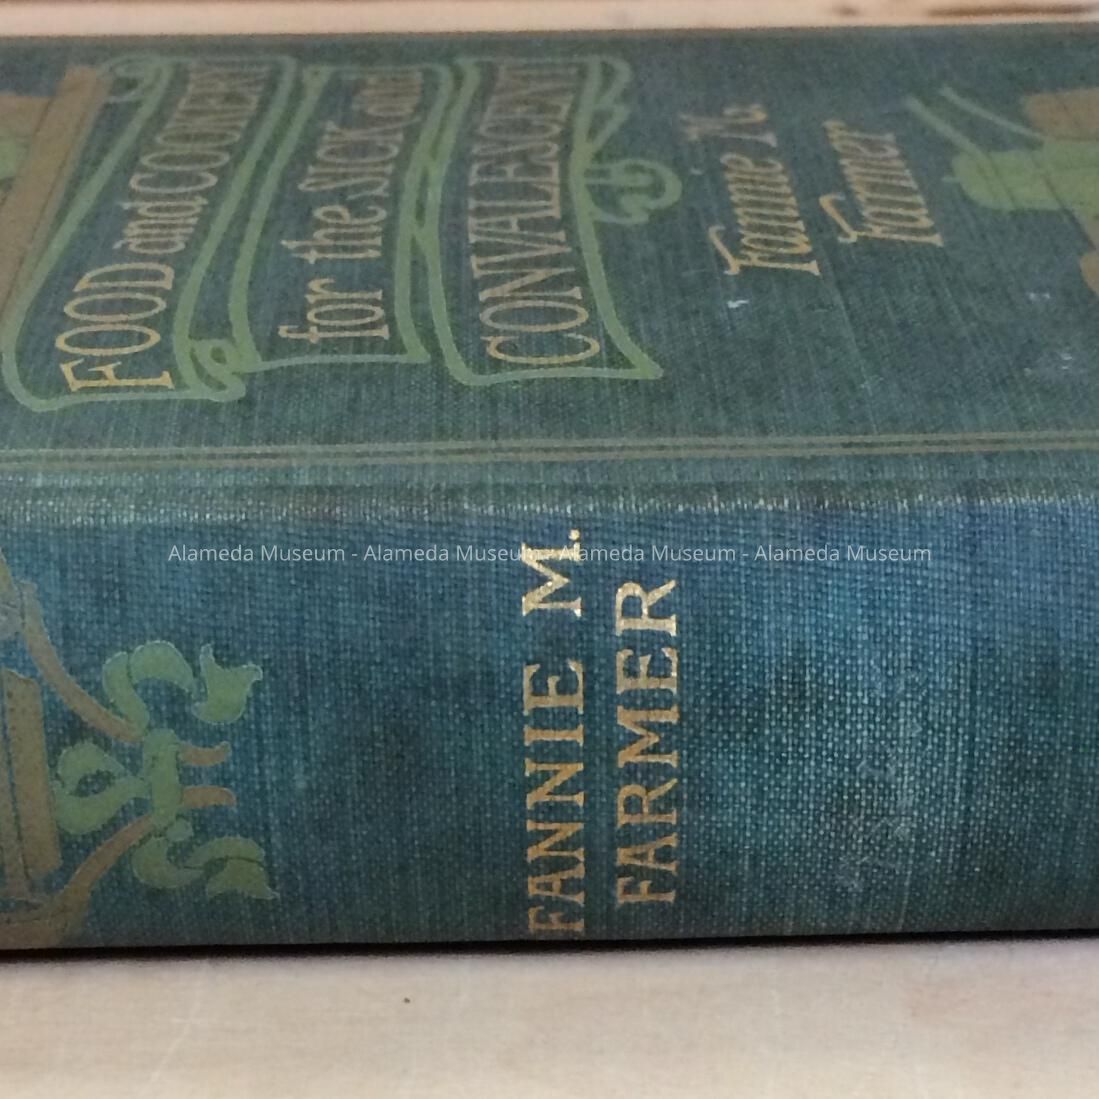 FOOD and COOKERY
for the SICK and
CONVALESCENT
Fannie M.
Farmer
FANNIE M.
FARMER
Alameda Museum - Alameda Museum - Alameda Museum - Alameda Museum